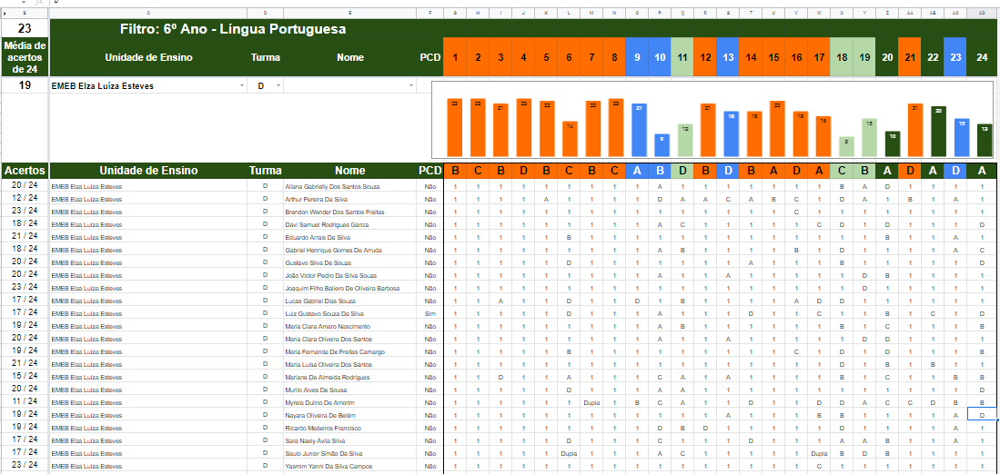 B C D E F G H I J K L M N O P Q R S T U V W X Y Z AA AB AC AD
23 Filtro: 6º Ano - Língua Portuguesa
Média de acertos de 24 Unidade de Ensino Turma Nome PCD 1 2 3 4 5 6 7 8 9 10 11 12 13 14 15 16 17 18 19 20 21 22 23 24
19 EMEB Elza Luíza Esteves D
23 23 21 23 22 14 22 23 21 9 13 21 18 18 22 18 16 8 15 10 21 20 15 13
Acertos Unidade de Ensino Turma Nome PCD B C B D B C B C A B D B D B A D A C B A D A D A
20 / 24 EMEB Elza Luíza Esteves D Allana Gabrielly Dos Santos Souza Não 1 1 1 1 1 1 1 1 1 A 1 1 1 1 1 1 1 B A D 1 1 1 1
12 / 24 EMEB Elza Luíza Esteves D Arthur Pereira Da Silva Não 1 1 1 1 A 1 1 1 1 D A A C A B C 1 D A 1 B 1 A 1
23 / 24 EMEB Elza Luíza Esteves D Brendon Wender Dos Santos Freitas Não 1 1 1 1 1 1 1 1 1 1 1 1 1 1 1 C 1 1 1 1 1 1 1 1
18 / 24 EMEB Elza Luíza Esteves D Davi Samuel Rodrigues Garcia Não 1 1 1 1 1 1 1 1 1 A C 1 1 1 1 1 C D 1 D 1 1 1 D
21 / 24 EMEB Elza Luíza Esteves D Eduardo Arrais Da Silva Não 1 1 1 1 1 B 1 1 1 1 1 1 1 1 1 1 1 1 1 B 1 1 A 1
18 / 24 EMEB Elza Luíza Esteves D Gabriel Henrique Gomes De Arruda Não 1 1 1 1 1 1 1 1 1 A B 1 1 1 1 B 1 D 1 1 1 1 A C
20 / 24 EMEB Elza Luíza Esteves D Gustavo Silva De Souza Não 1 1 1 1 1 D 1 1 1 1 1 1 1 A 1 1 1 B 1 1 1 1 1 D
20 / 24 EMEB Elza Luíza Esteves D João Victor Pedro Da Silva Souza Não 1 1 1 1 1 1 1 1 1 A 1 1 A 1 1 1 1 1 D B 1 1 1 1
23 / 24 EMEB Elza Luíza Esteves D Joaquim Filho Baliero De Oliveira Barbosa Não 1 1 1 1 1 1 1 1 1 1 1 1 1 1 1 1 1 1 D 1 1 1 1 1
17 / 24 EMEB Elza Luíza Esteves D Lucas Gabriel Dias Souza Não 1 1 A 1 1 D 1 1 D 1 B 1 1 1 1 A D D 1 1 1 1 1 1
17 / 24 EMEB Elza Luíza Esteves D Luiz Gustavo Souza Da Silva Sim 1 1 1 1 1 D 1 1 1 A 1 1 1 D 1 1 C 1 1 B 1 C 1 D
19 / 24 EMEB Elza Luíza Esteves D Maria Clara Amaro Nascimento Não 1 1 1 1 1 1 1 1 1 A B 1 1 1 1 1 1 B 1 C 1 1 1 B
20 / 24 EMEB Elza Luíza Esteves D Maria Clara Oliveira Dos Santos Não 1 1 1 1 1 1 1 1 1 A 1 1 A 1 1 1 1 1 D D 1 1 1 1
19 / 24 EMEB Elza Luíza Esteves D Maria Fernanda De Freitas Camargo Não 1 1 1 1 1 B 1 1 1 1 1 1 1 1 1 C 1 D 1 D 1 1 1 B
21 / 24 EMEB Elza Luíza Esteves D Maria Luisa Oliveira Dos Santos Não 1 1 1 1 1 1 1 1 1 1 1 1 1 1 1 1 1 D 1 B 1 B 1 1
15 / 24 EMEB Elza Luíza Esteves D Mariane De Almeida Rodrigues Não 1 1 D 1 1 A 1 1 1 C A 1 A 1 1 1 1 B 1 C 1 1 B B
20 / 24 EMEB Elza Luíza Esteves D Murilo Alves De Sousa Não 1 1 1 1 1 D 1 1 1 A A 1 1 1 1 1 1 1 1 1 1 1 1 D
11 / 24 EMEB Elza Luíza Esteves D Myreia Dulino De Amorim Não 1 1 1 1 1 1 Dupla 1 B C A 1 1 D 1 1 D D A C C D B B
19 / 24 EMEB Elza Luíza Esteves D Nayara Oliveira De Belém Não 1 1 1 1 1 1 1 1 1 1 1 1 A 1 1 1 B B 1 1 1 1 A D
19 / 24 EMEB Elza Luíza Esteves D Ricardo Medeiros Francisco Não 1 1 1 1 1 1 1 1 1 D B D 1 1 1 1 1 D 1 1 1 1 A 1
17 / 24 EMEB Elza Luíza Esteves D Sara Naely Ávila Silva Não 1 1 1 1 1 D 1 1 1 C 1 1 1 D 1 1 1 A A B 1 1 A 1
17 / 24 EMEB Elza Luíza Esteves D Saulo Junior Simão Da Silva Não 1 1 1 1 1 Dupla 1 1 1 A C 1 1 1 1 1 Dupla B D B 1 1 1 1
23 / 24 EMEB Elza Luíza Esteves D Yasmim Yanni Da Silva Campos Não 1 1 1 1 1 1 1 1 1 1 1 1 1 1 1 1 C 1 1 1 1 1 1 1